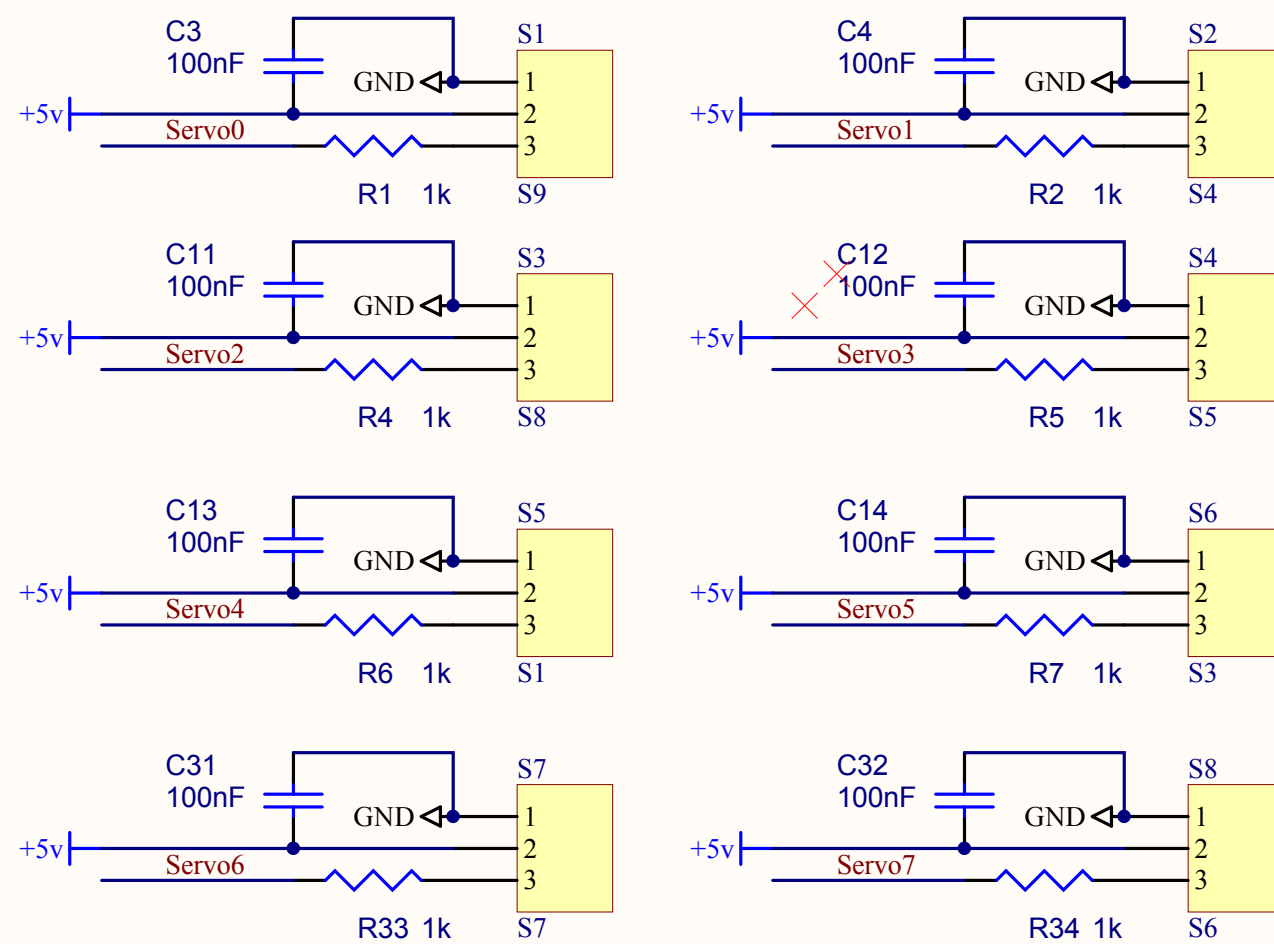 C3
100nF
S1
GND
1
+5v
2
Servo0
3
R1 1k
S9
C4
100nF
S2
GND
1
+5v
2
Servo1
3
R2 1k
S4
C11
100nF
S3
GND
1
+5v
2
Servo2
3
R4 1k
S8
C12
100nF
S4
GND
1
+5v
2
Servo3
3
R5 1k
S5
C13
100nF
S5
GND
1
+5v
2
Servo4
3
R6 1k
S1
C14
100nF
S6
GND
1
+5v
2
Servo5
3
R7 1k
S3
C31
100nF
S7
GND
1
+5v
2
Servo6
3
R33 1k
S7
C32
100nF
S8
GND
1
+5v
2
Servo7
3
R34 1k
S6